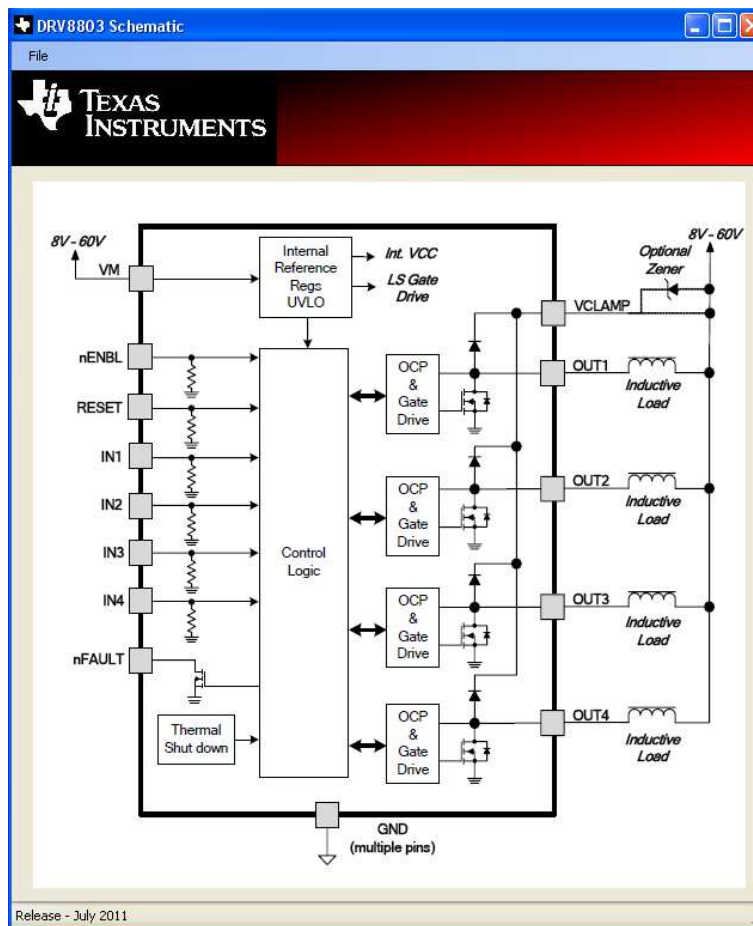 DRV8803 Schematic
File
TEXAS
INSTRUMENTS
8V - 60V
VM
Internal
Reference
Regs
UVLO
Int. VCC
LS Gate
Drive
8V - 60V
Optional
Zener
VCLAMP
nENBL
RESET
IN1
IN2
IN3
IN4
nFAULT
Control
Logic
Thermal
Shut down
OCP
&
Gate
Drive
OUT1
Inductive
Load
OCP
&
Gate
Drive
OUT2
Inductive
Load
OCP
&
Gate
Drive
OUT3
Inductive
Load
OCP
&
Gate
Drive
OUT4
Inductive
Load
GND
(multiple pins)
Release - July 2011